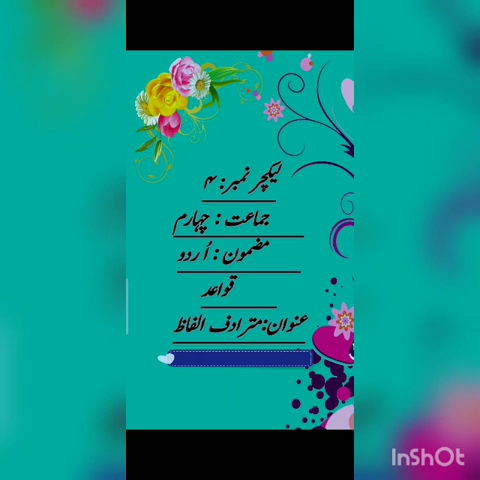 لیکچر نمبر: ۴
جماعت : چہارم
مضمون : اُردو
قواعد
عنوان:مترادف الفاظ
InShOt